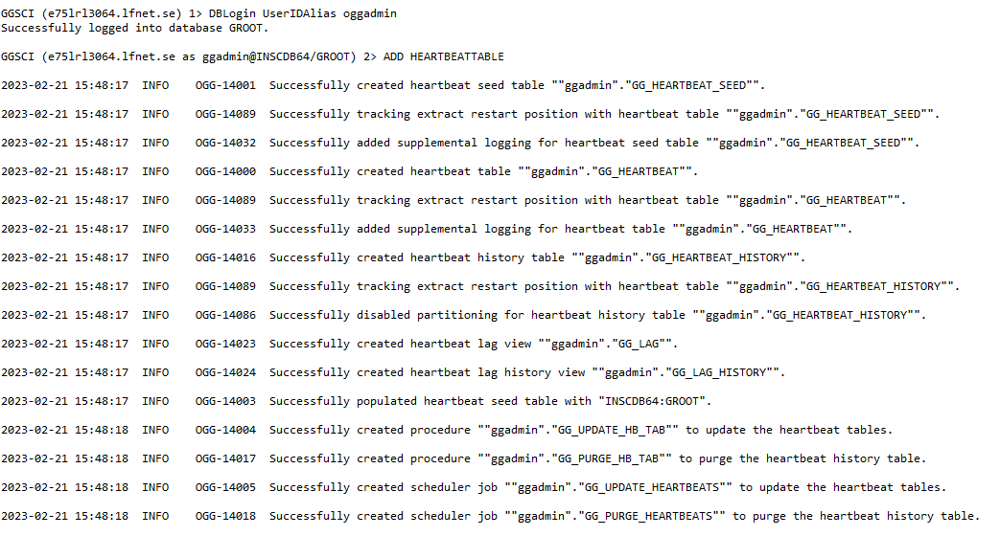 GGSCI (e75lrl3064.lfnet.se) 1> DBLogin UserIDAlias oggadmin
Successfully logged into database GROOT.
GGSCI (e75lrl3064.lfnet.se as ggadmin@INSCDB64/GROOT) 2> ADD HEARTBEATTABLE
2023-02-21 15:48:17  INFO    OGG-14001  Successfully created heartbeat seed table ""ggadmin"."GG_HEARTBEAT_SEED"".
2023-02-21 15:48:17  INFO    OGG-14089  Successfully tracking extract restart position with heartbeat table ""ggadmin"."GG_HEARTBEAT_SEED"".
2023-02-21 15:48:17  INFO    OGG-14032  Successfully added supplemental logging for heartbeat seed table ""ggadmin"."GG_HEARTBEAT_SEED"".
2023-02-21 15:48:17  INFO    OGG-14000  Successfully created heartbeat table ""ggadmin"."GG_HEARTBEAT"".
2023-02-21 15:48:17  INFO    OGG-14089  Successfully tracking extract restart position with heartbeat table ""ggadmin"."GG_HEARTBEAT"".
2023-02-21 15:48:17  INFO    OGG-14033  Successfully added supplemental logging for heartbeat table ""ggadmin"."GG_HEARTBEAT"".
2023-02-21 15:48:17  INFO    OGG-14016  Successfully created heartbeat history table ""ggadmin"."GG_HEARTBEAT_HISTORY"".
2023-02-21 15:48:17  INFO    OGG-14089  Successfully tracking extract restart position with heartbeat table ""ggadmin"."GG_HEARTBEAT_HISTORY"".
2023-02-21 15:48:17  INFO    OGG-14086  Successfully disabled partitioning for heartbeat history table ""ggadmin"."GG_HEARTBEAT_HISTORY"".
2023-02-21 15:48:17  INFO    OGG-14023  Successfully created heartbeat lag view ""ggadmin"."GG_LAG"".
2023-02-21 15:48:17  INFO    OGG-14024  Successfully created heartbeat lag history view ""ggadmin"."GG_LAG_HISTORY"".
2023-02-21 15:48:17  INFO    OGG-14003  Successfully populated heartbeat seed table with "INSCDB64:GROOT".
2023-02-21 15:48:18  INFO    OGG-14004  Successfully created procedure ""ggadmin"."GG_UPDATE_HB_TAB"" to update the heartbeat tables.
2023-02-21 15:48:18  INFO    OGG-14017  Successfully created procedure ""ggadmin"."GG_PURGE_HB_TAB"" to purge the heartbeat history table.
2023-02-21 15:48:18  INFO    OGG-14005  Successfully created scheduler job ""ggadmin"."GG_UPDATE_HEARTBEATS"" to update the heartbeat tables.
2023-02-21 15:48:18  INFO    OGG-14018  Successfully created scheduler job ""ggadmin"."GG_PURGE_HEARTBEATS"" to purge the heartbeat history table.